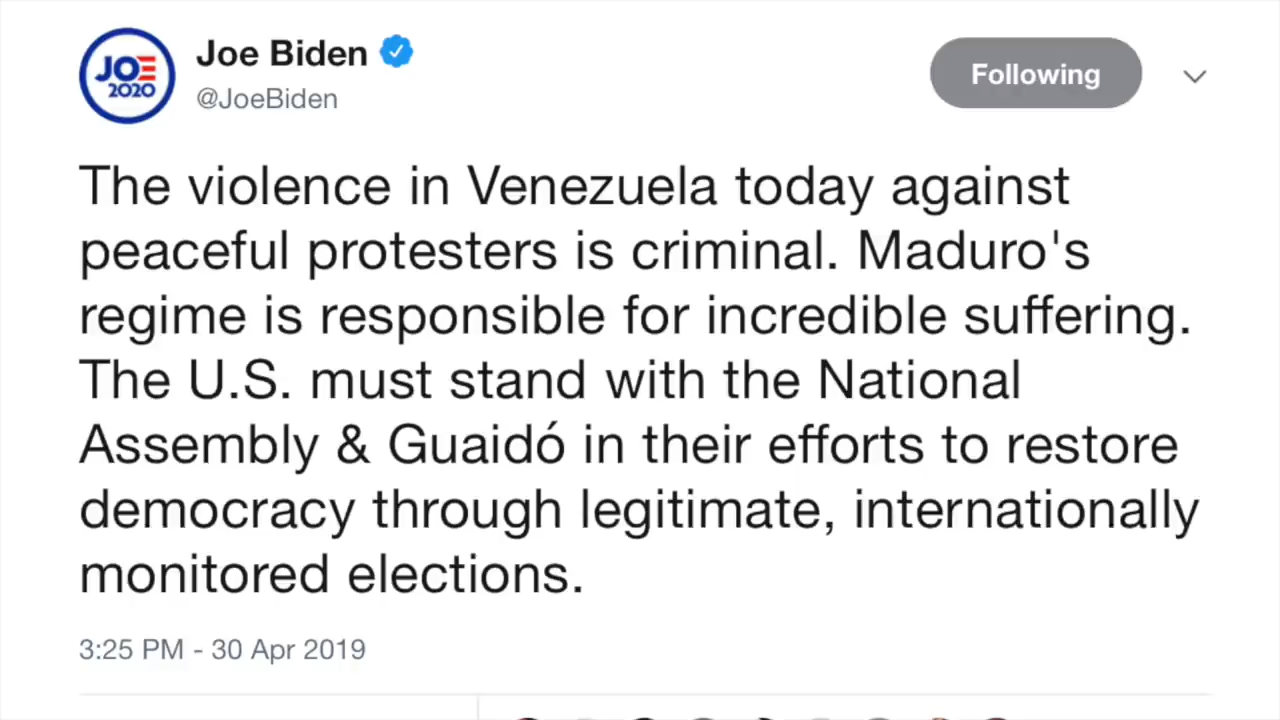 JOE
2020
Joe Biden
@JoeBiden
Following
The violence in Venezuela today against
peaceful protesters is criminal. Maduro's
regime is responsible for incredible suffering.
The U.S. must stand with the National
Assembly & Guaidó in their efforts to restore
democracy through legitimate, internationally
monitored elections.
3:25 PM - 30 Apr 2019